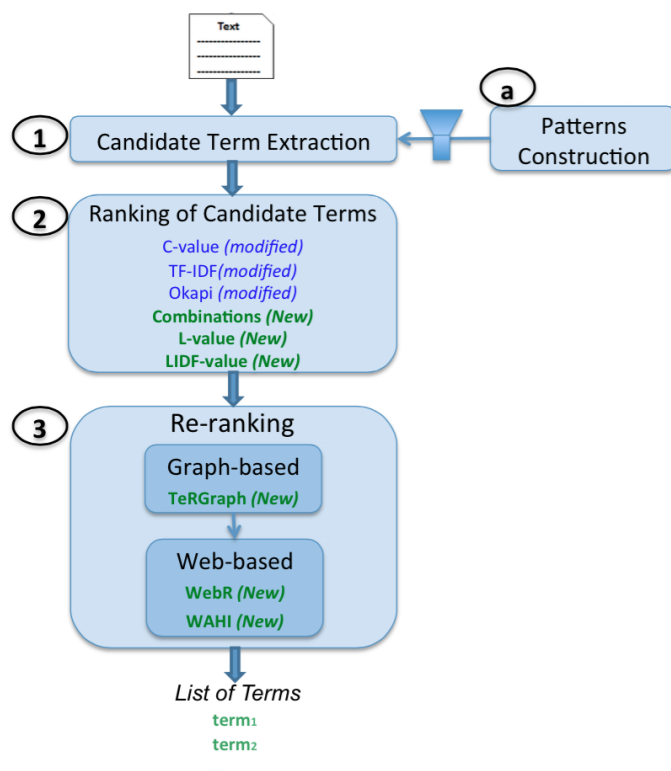 Text
a
1
Candidate Term Extraction
Patterns
Construction
2
Ranking of Candidate Terms
C-value (modified)
TF-IDF(modified)
Okapi (modified)
Combinations (New)
L-value (New)
LIDF-value (New)
3
Re-ranking
Graph-based
TeRGraph (New)
Web-based
WebR (New)
WAHI (New)
List of Terms
term₁
term₂